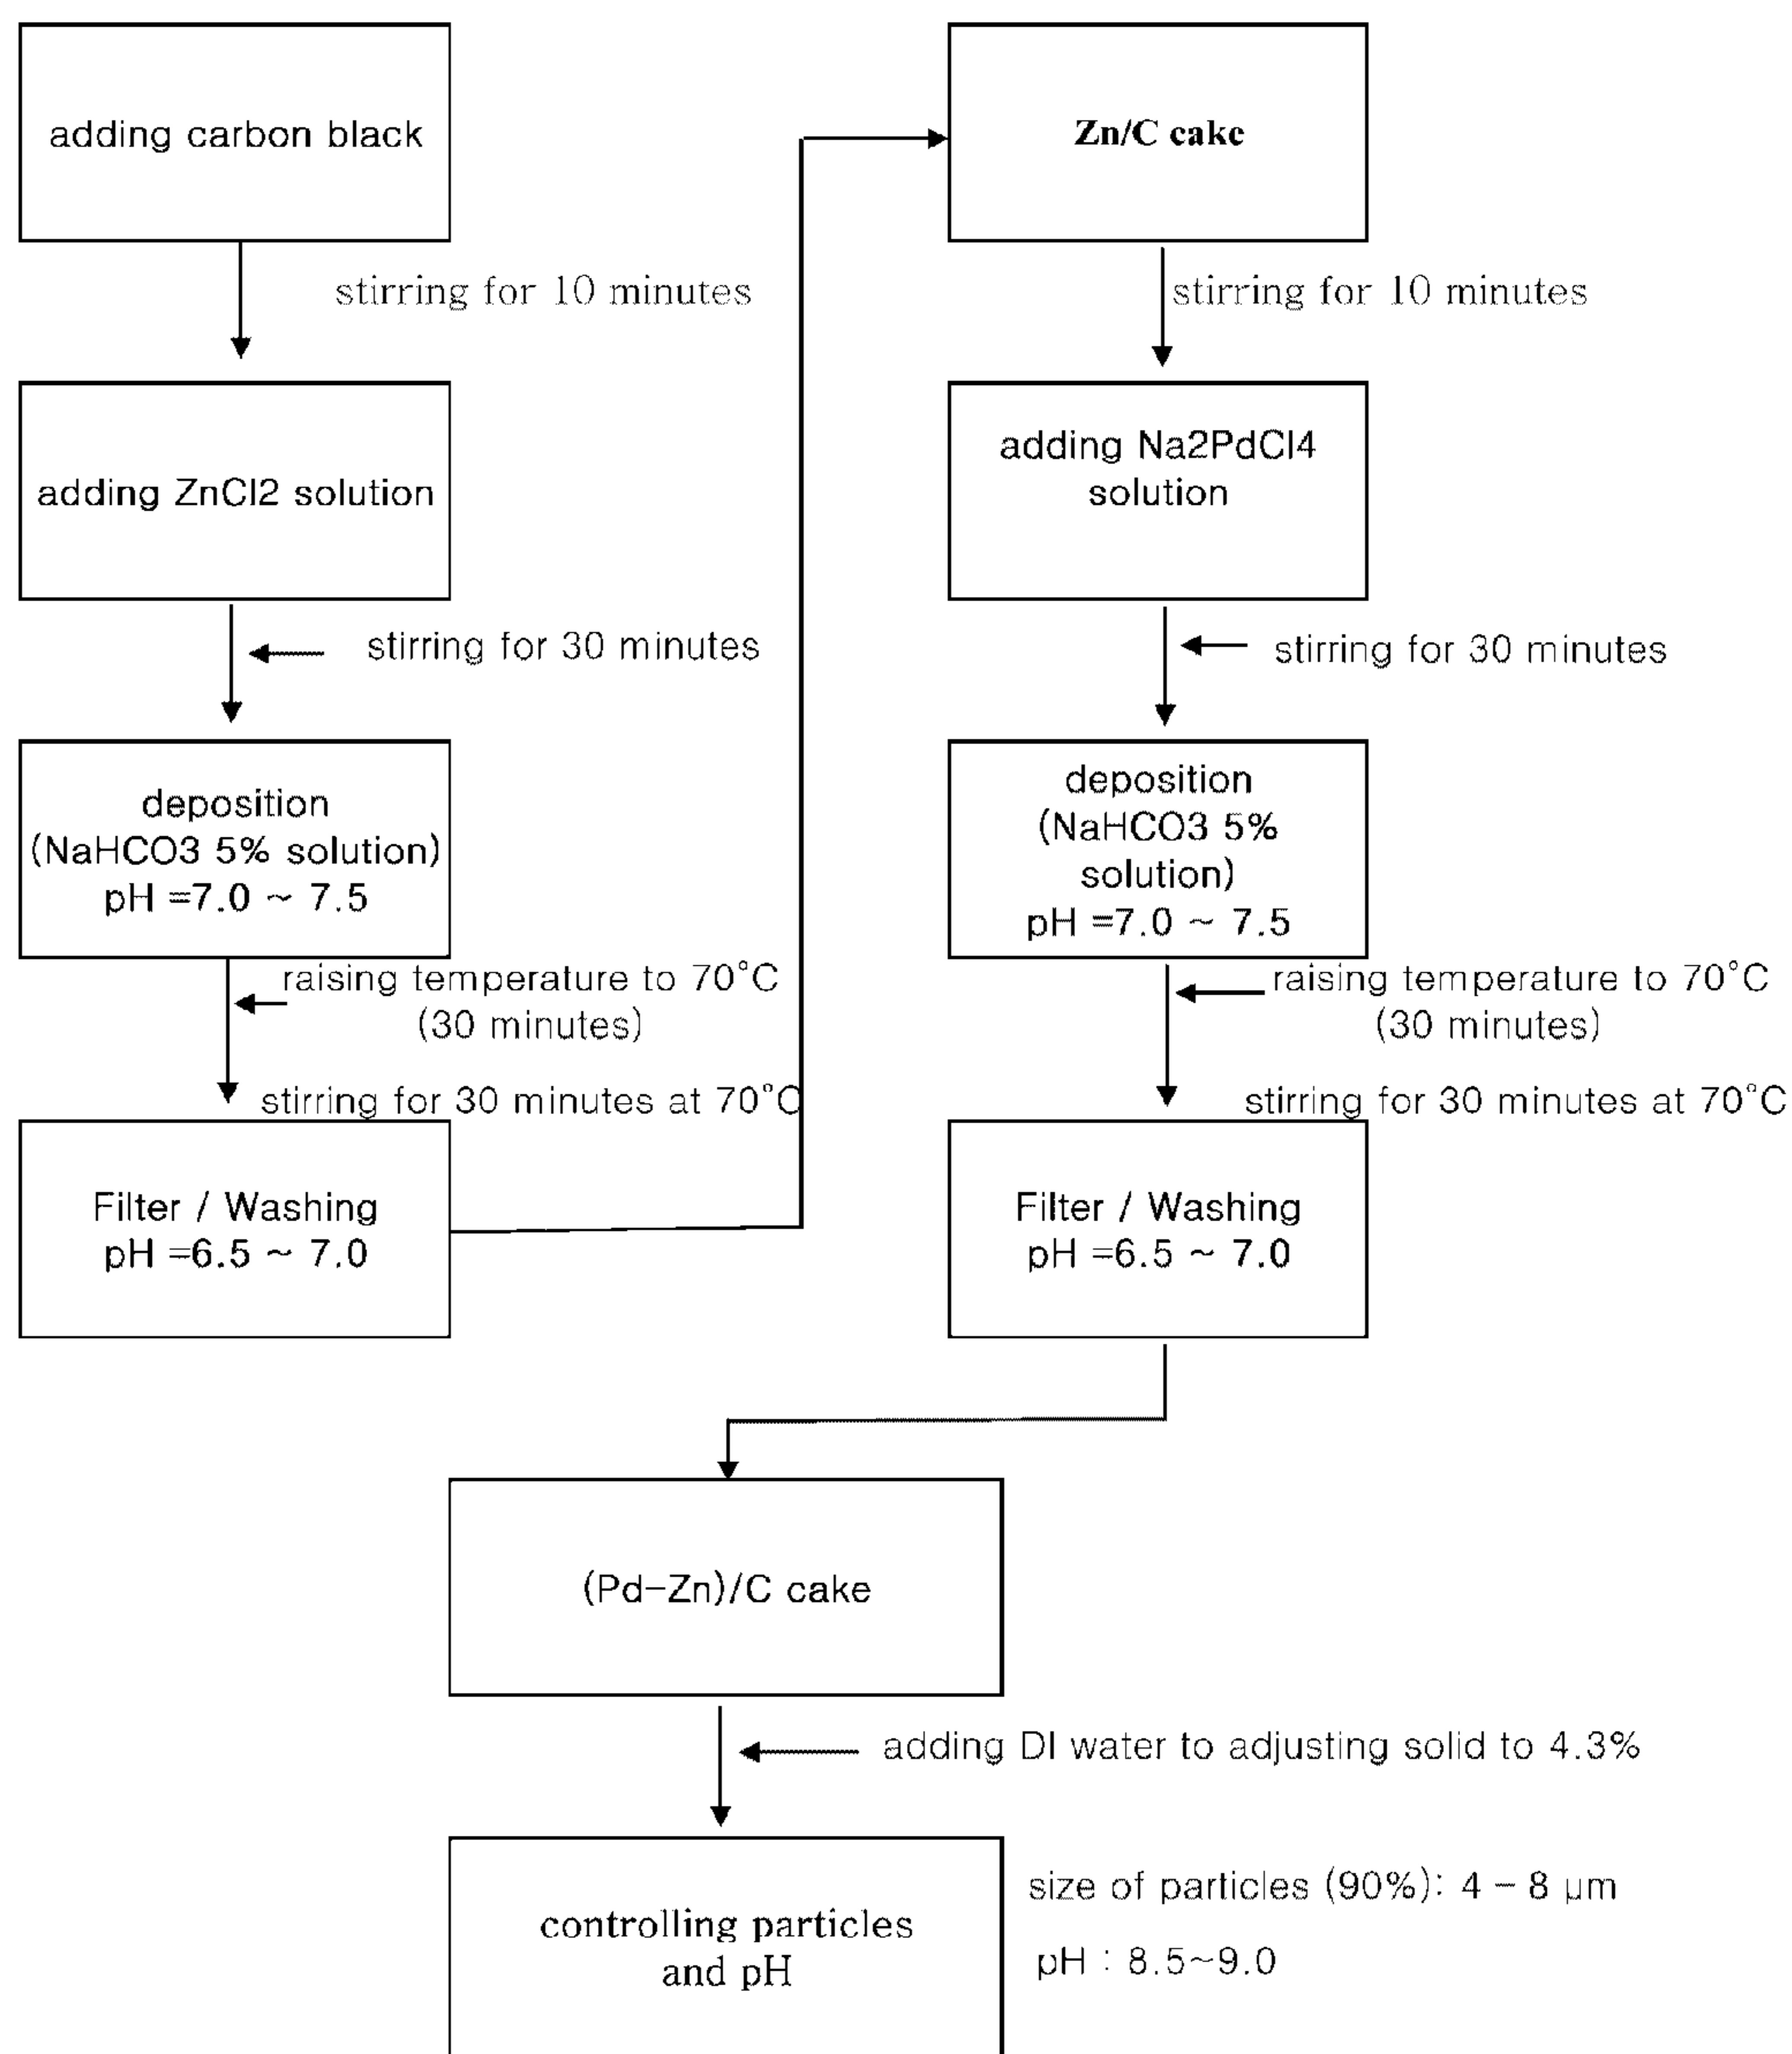 adding carbon black
stirring for 10 minutes
adding ZnCl2 solution
stirring for 30 minutes
deposition
(NaHCO3 5% solution)
pH =7.0 ~ 7.5
raising temperature to 70°C
(30 minutes)
stirring for 30 minutes at 70°C
Filter / Washing
pH =6.5 ~ 7.0
Zn/C cake
stirring for 10 minutes
adding Na2PdCl4
solution
stirring for 30 minutes
deposition
(NaHCO3 5%
solution)
pH =7.0 ~ 7.5
raising temperature to 70°C
(30 minutes)
stirring for 30 minutes at 70°C
Filter / Washing
pH =6.5 ~ 7.0
(Pd-Zn)/C cake
adding DI water to adjusting solid to 4.3%
controlling particles
and pH
size of particles (90%): 4 - 8 μm
pH : 8.5~9.0